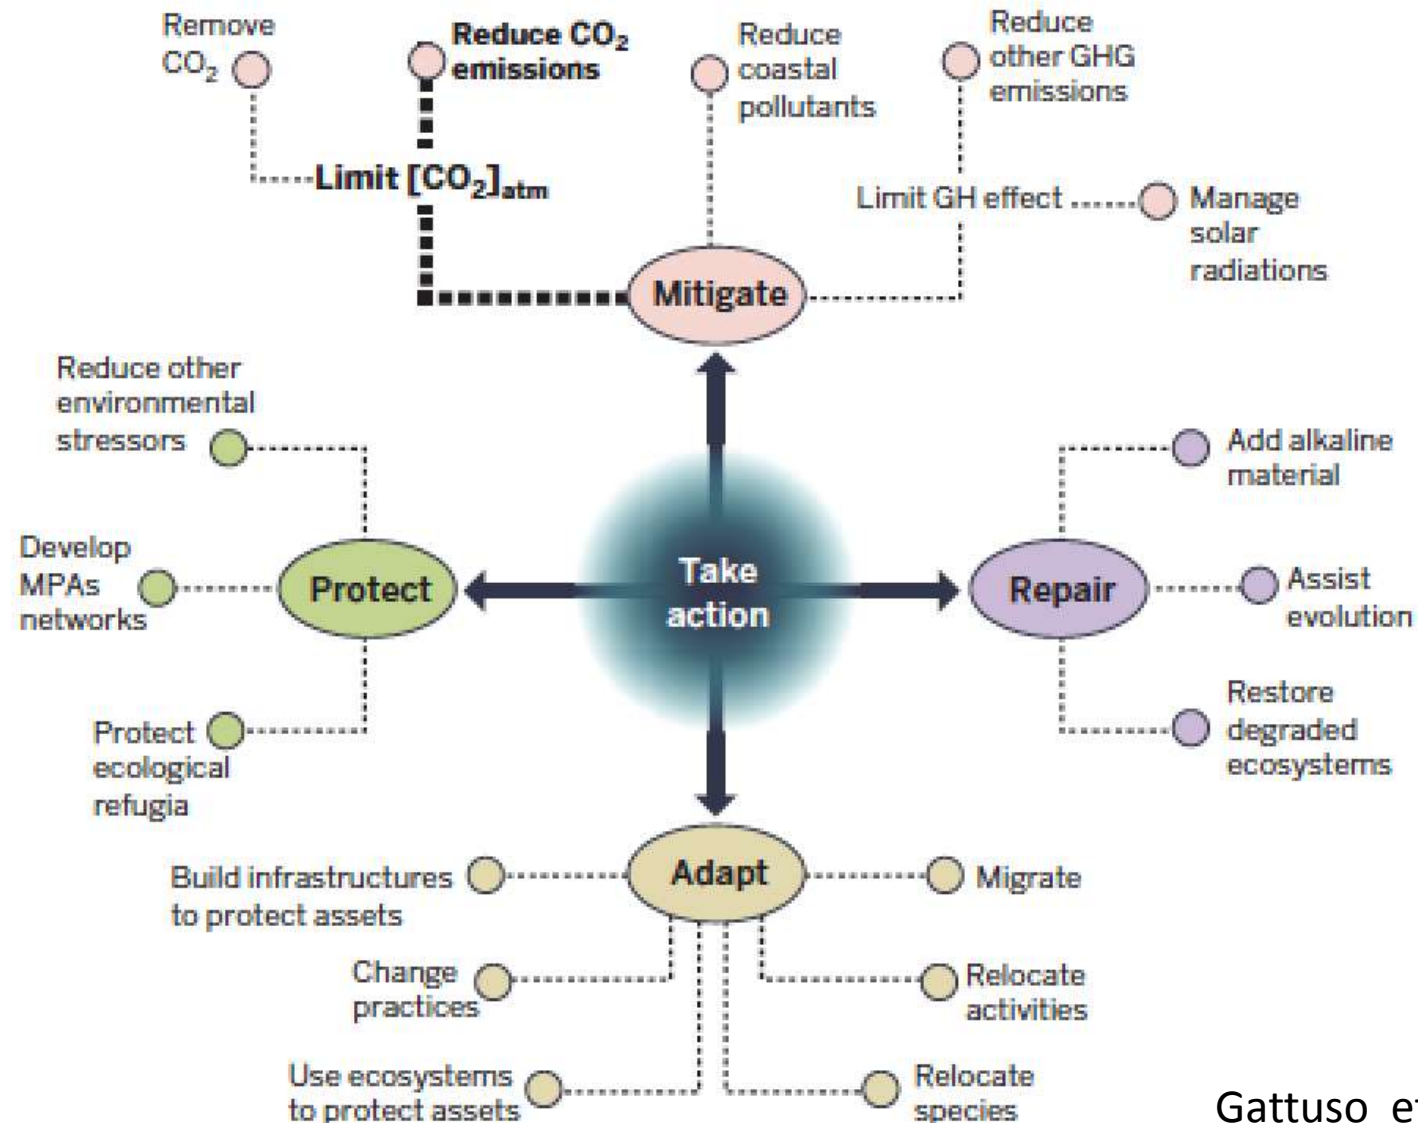 Remove
CO₂
Reduce CO₂
emissions
Reduce
coastal
pollutants
Reduce
other GHG
emissions
Limit [CO₂]atm
Limit GH effect
Manage
solar
radiations
Mitigate
Reduce other
environmental
stressors
Develop
MPAs
networks
Protect
Protect
ecological
refugia
Take
action
Repair
Add alkaline
material
Assist
evolution
Restore
degraded
ecosystems
Adapt
Build infrastructures
to protect assets
Migrate
Change
practices
Relocate
activities
Use ecosystems
to protect assets
Relocate
species
Gattuso